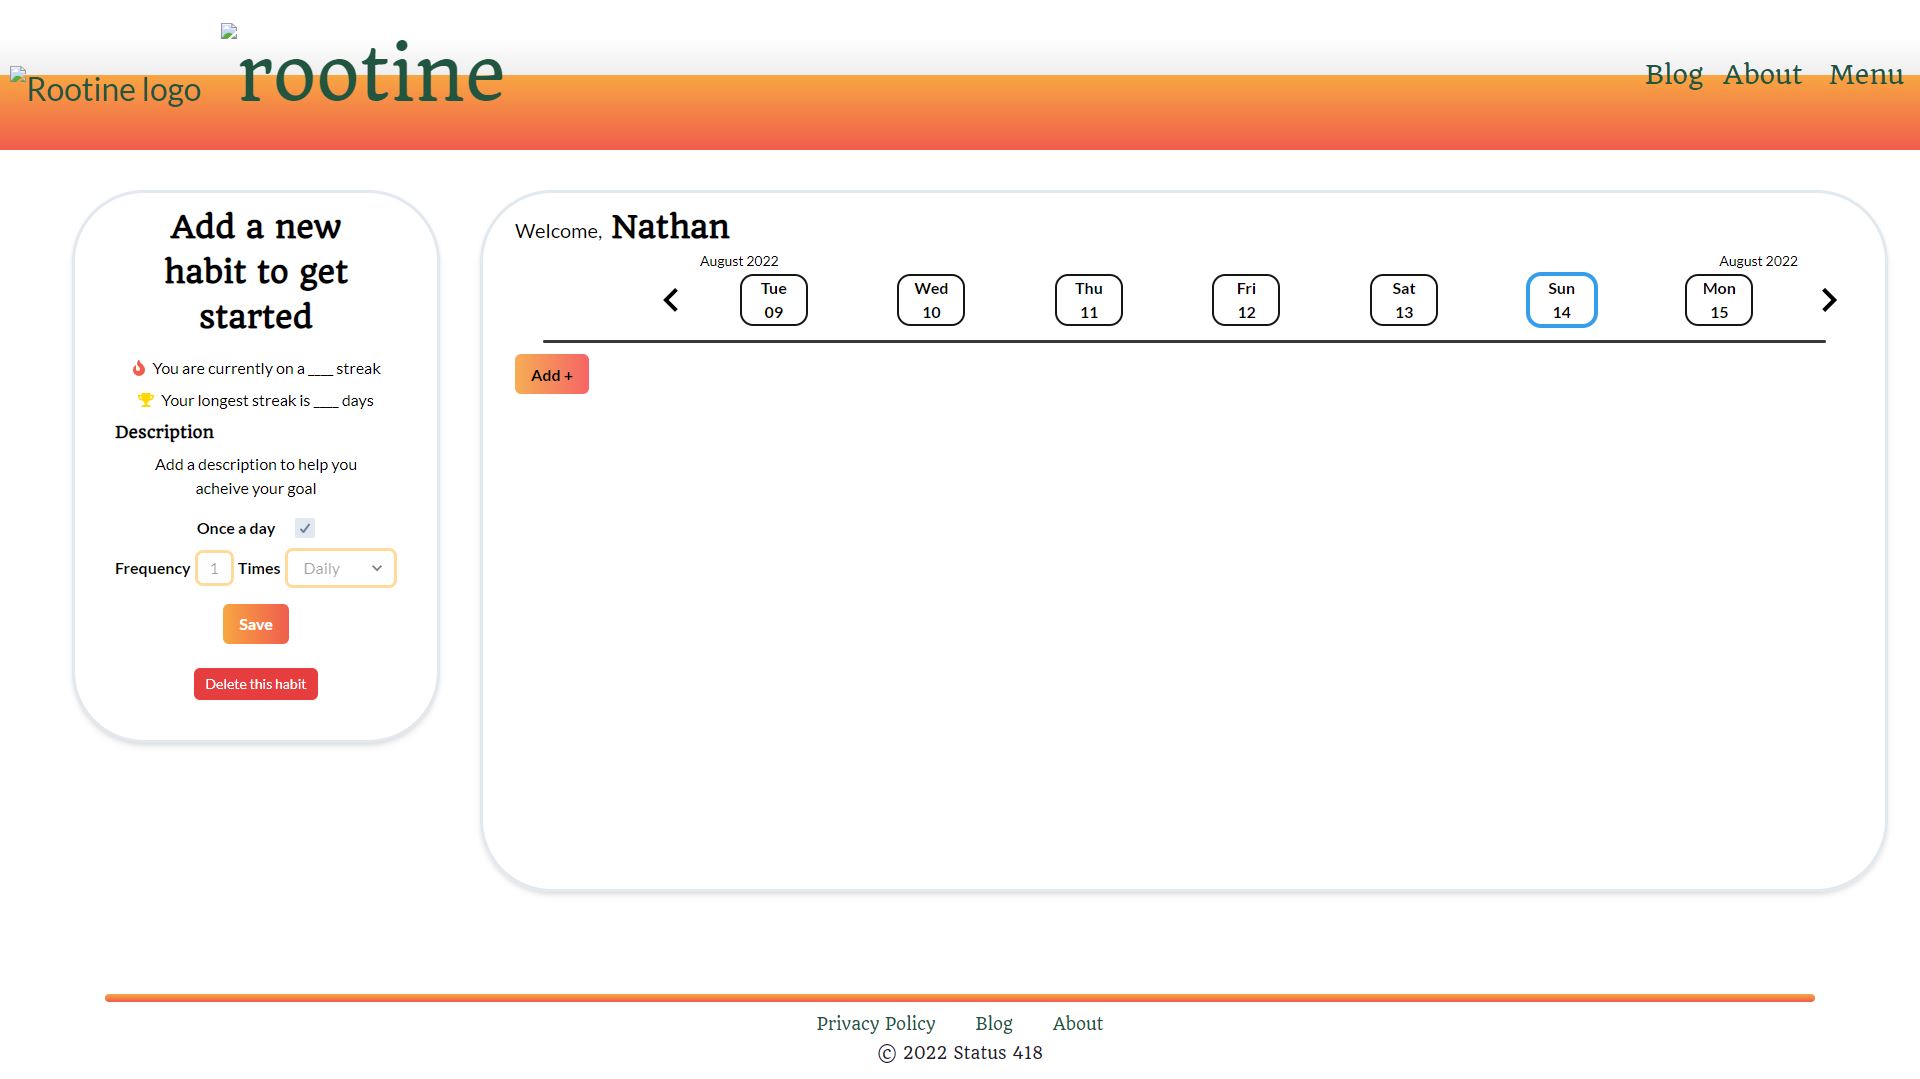 Rootine logo
rootine
Blog About Menu
Add a new
habit to get
started
You are currently on a ____ streak
Your longest streak is ____ days
Description
Add a description to help you
acheive your goal
Once a day
Frequency 1 Times Daily
Save
Delete this habit
Welcome, Nathan
August 2022 August 2022
Tue Wed Thu Fri Sat Sun Mon
09 10 11 12 13 14 15
Add +
Privacy Policy Blog About
© 2022 Status 418